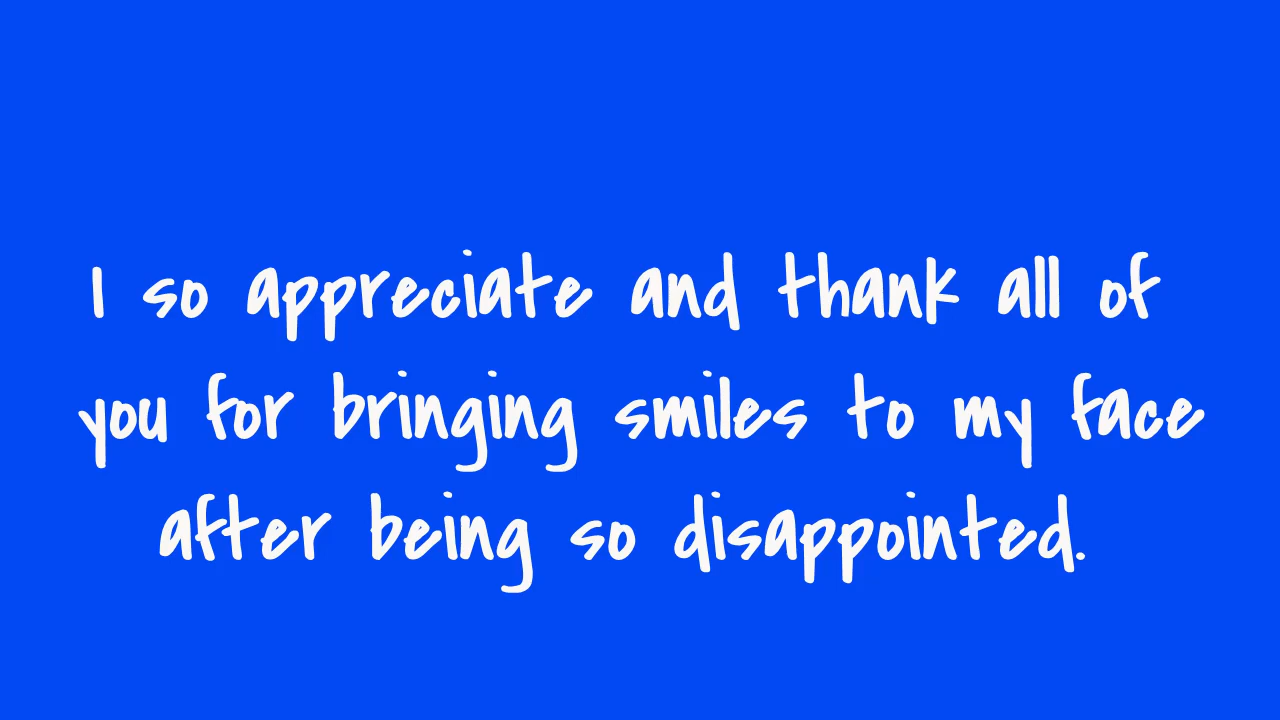 I so appreciate and thank all of
you for bringing smiles to my face
after being so disappointed.